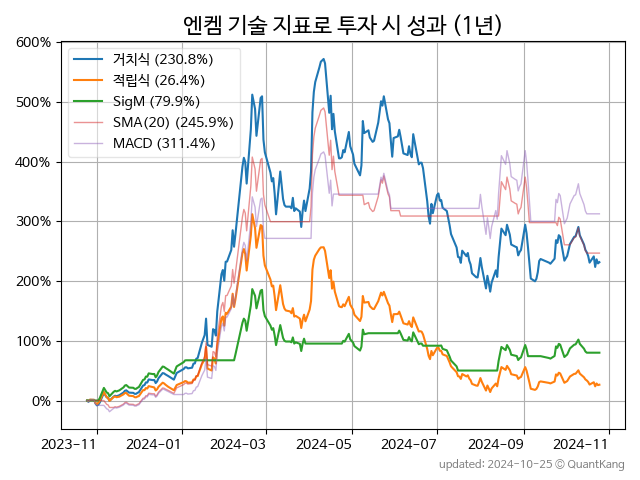 엔켐 기술 지표로 투자 시 성과 (1년)
600%
500%
400%
300%
200%
100%
0%
거치식 (230.8%)
적립식 (26.4%)
SigM (79.9%)
SMA(20) (245.9%)
MACD (311.4%)
2023-11
2024-01
2024-03
2024-05
2024-07
2024-09
2024-11
updated: 2024-10-25 © QuantKang